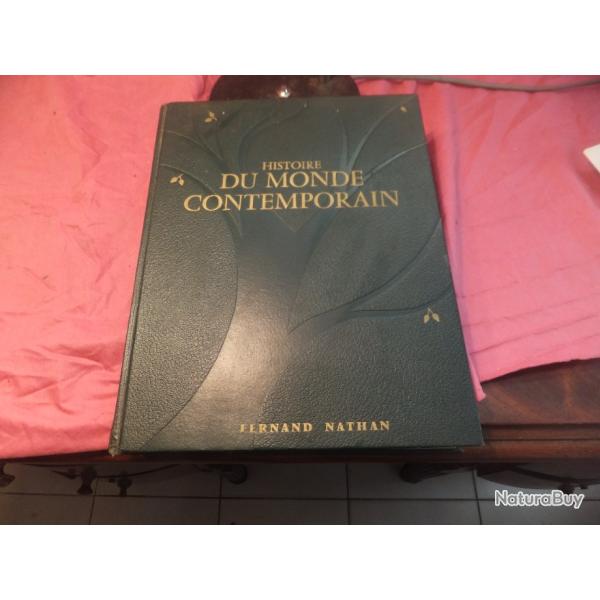 HISTOIRE
DU MONDE
CONTEMPORAIN
FERNAND NATHAN
NaturaBuy